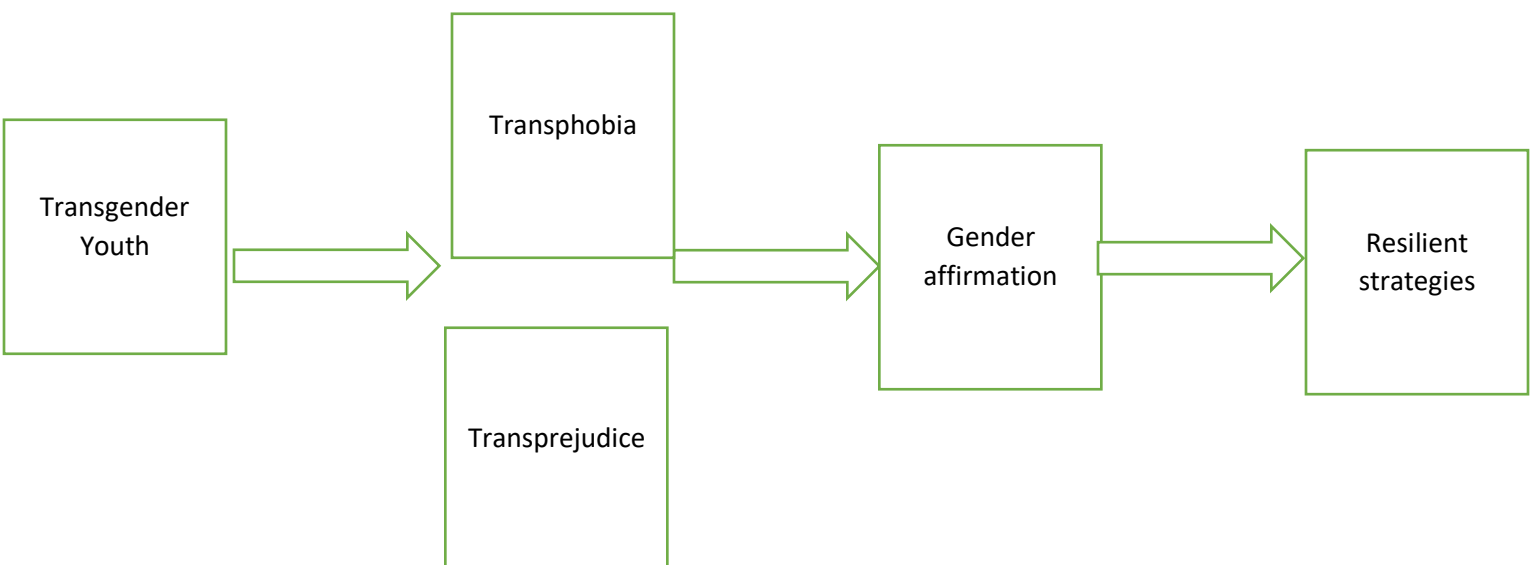 Transgender
Youth
Transphobia
Transprejudice
Gender
affirmation
Resilient
strategies